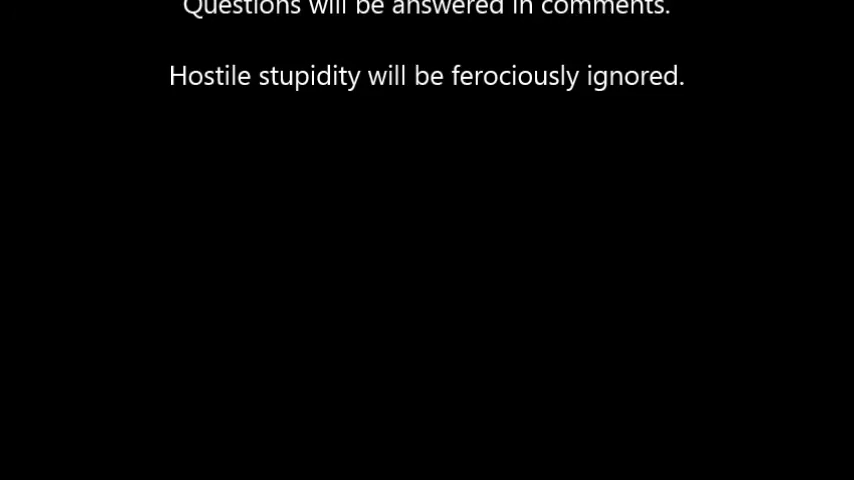 Questions will be answered in comments.
Hostile stupidity will be ferociously ignored.